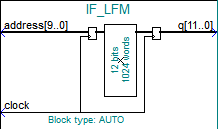 IF_LFM
address[9..0]
q[11..0]
12 bits
1024 words
clock
Block type: AUTO